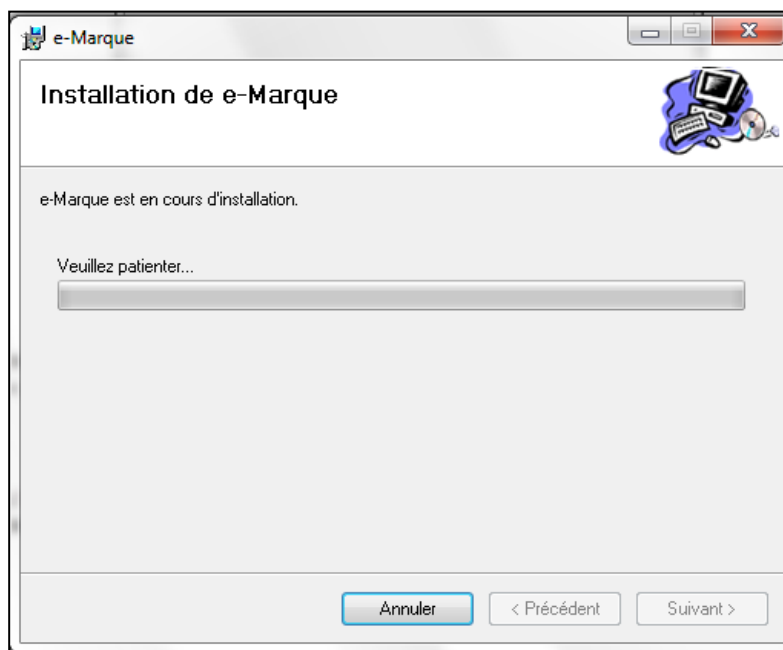 e-Marque
Installation de e-Marque
e-Marque est en cours d'installation.
Veuillez patienter...
Annuler
< Précédent
Suivant >